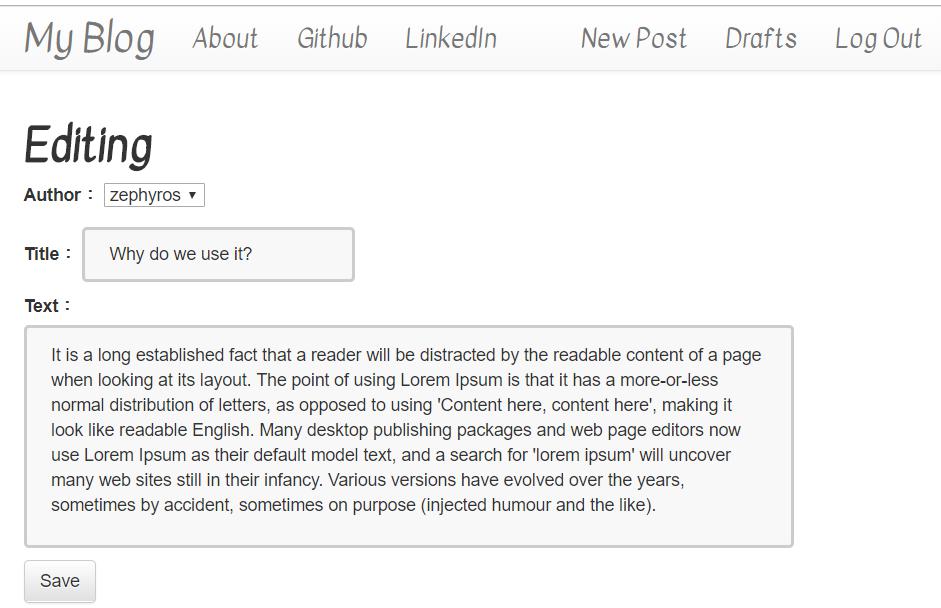 My Blog About Github LinkedIn New Post Drafts Log Out
Editing
Author： zephyros
Title： Why do we use it?
Text：
It is a long established fact that a reader will be distracted by the readable content of a page
when looking at its layout. The point of using Lorem Ipsum is that it has a more-or-less
normal distribution of letters, as opposed to using 'Content here, content here', making it
look like readable English. Many desktop publishing packages and web page editors now
use Lorem Ipsum as their default model text, and a search for 'lorem ipsum' will uncover
many web sites still in their infancy. Various versions have evolved over the years,
sometimes by accident, sometimes on purpose (injected humour and the like).
Save